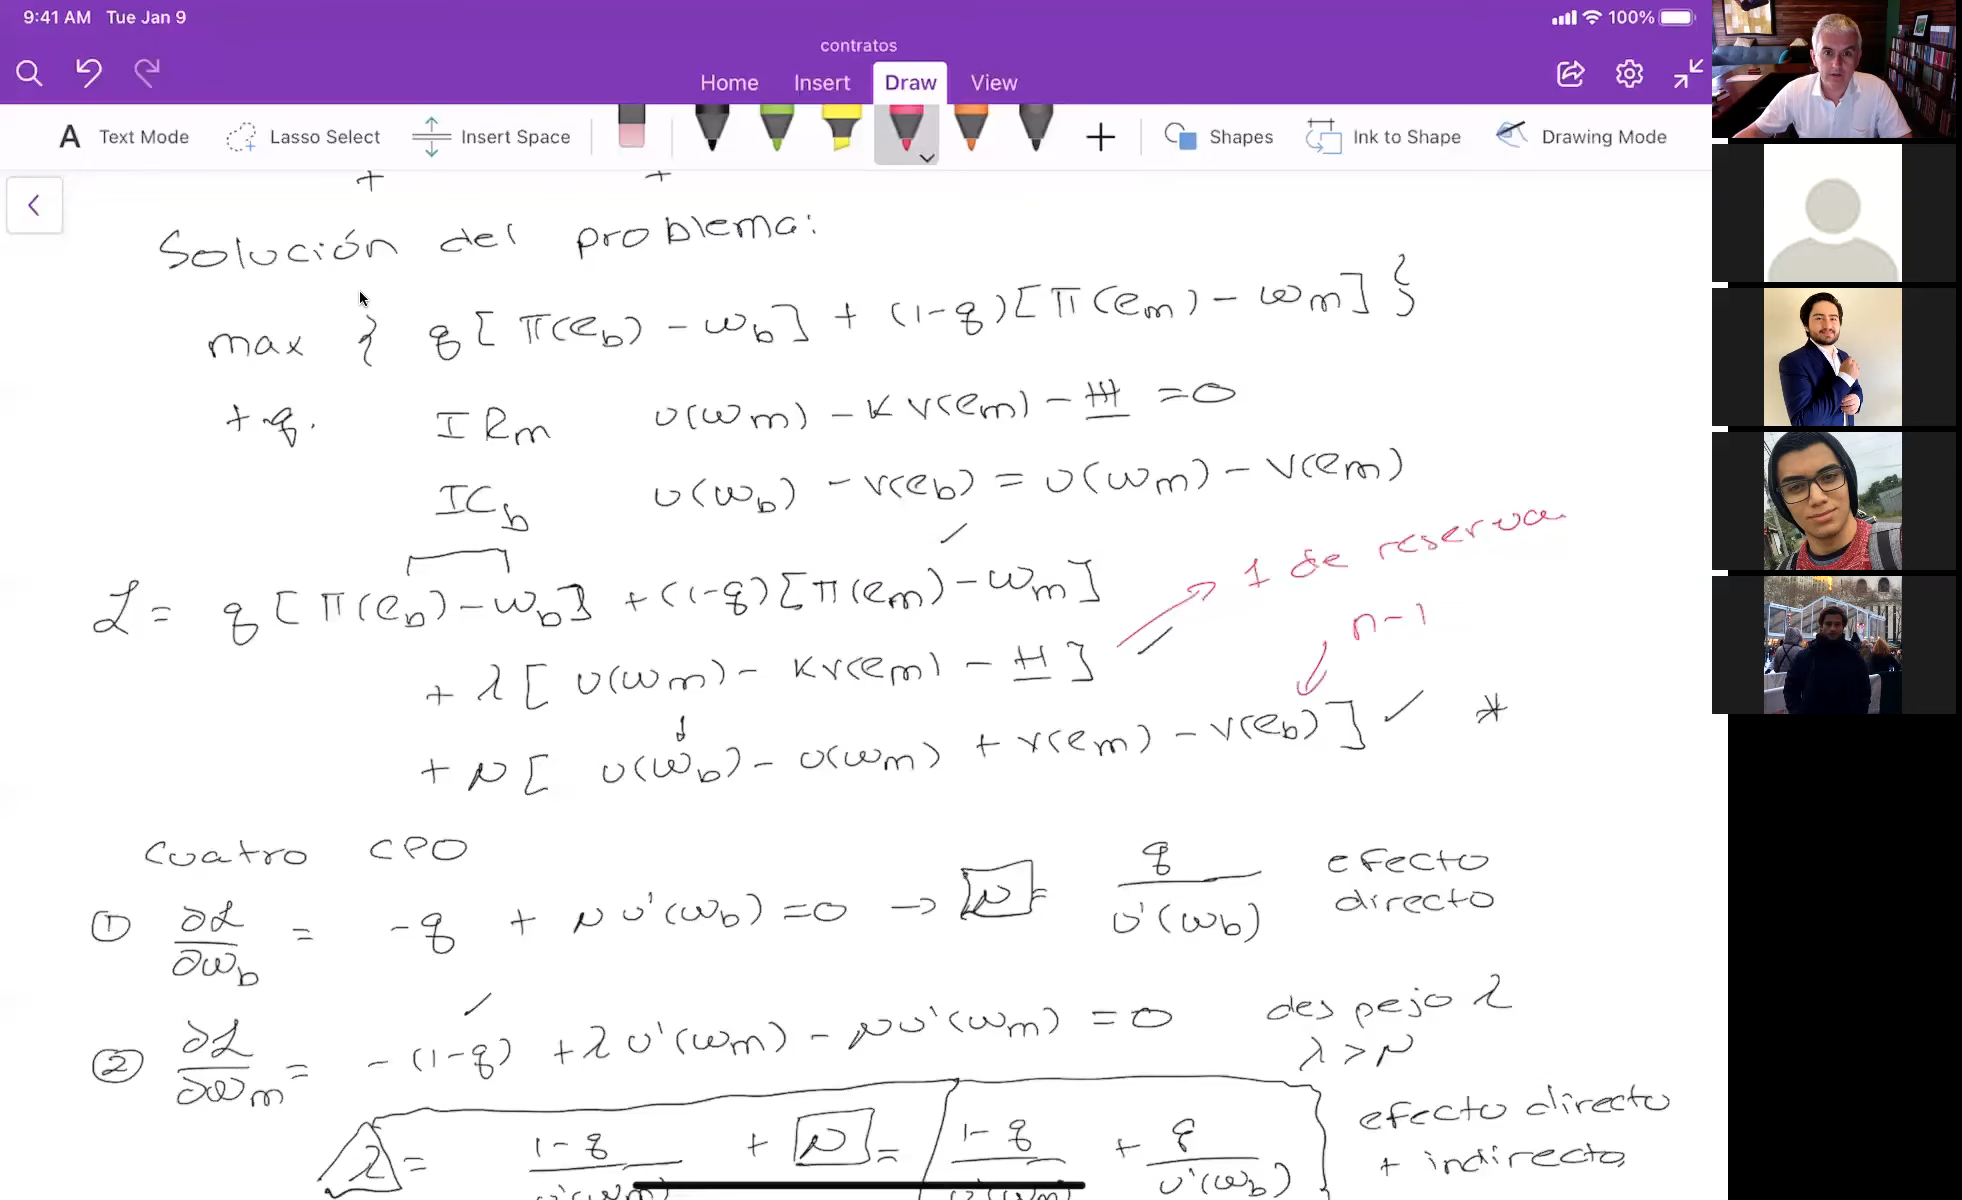 9:41 AM Tue Jan 9
100%
contratos
Home Insert Draw View
A Text Mode Lasso Select Insert Space Shapes Ink to Shape Drawing Mode
+ +
Solución del problema:
max { q[π(e_b) - w_b] + (1-q)[π(e_m) - w_m] }
t.q. IR_m u(w_m) - K v(e_m) - H = 0
IC_b u(w_b) - v(e_b) = u(w_m) - v(e_m)
ℒ = q[π(e_b) - w_b] + (1-q)[π(e_m) - w_m]
1 de reserva
+ λ[u(w_m) - K v(e_m) - H] ✓
n-1
+ μ[u(w_b) - u(w_m) + v(e_m) - v(e_b)] ✓ *
cuatro CPO
① ∂ℒ/∂w_b = -q + μ u'(w_b) = 0 → μ = q/u'(w_b) efecto directo
② ∂ℒ/∂w_m = -(1-q) + λ u'(w_m) - μ u'(w_m) = 0 despejo λ
λ > μ
λ = 1-q/u'(w_m) + μ = 1-q/u'(w_m) + q/u'(w_b) efecto directo
+ indirecto